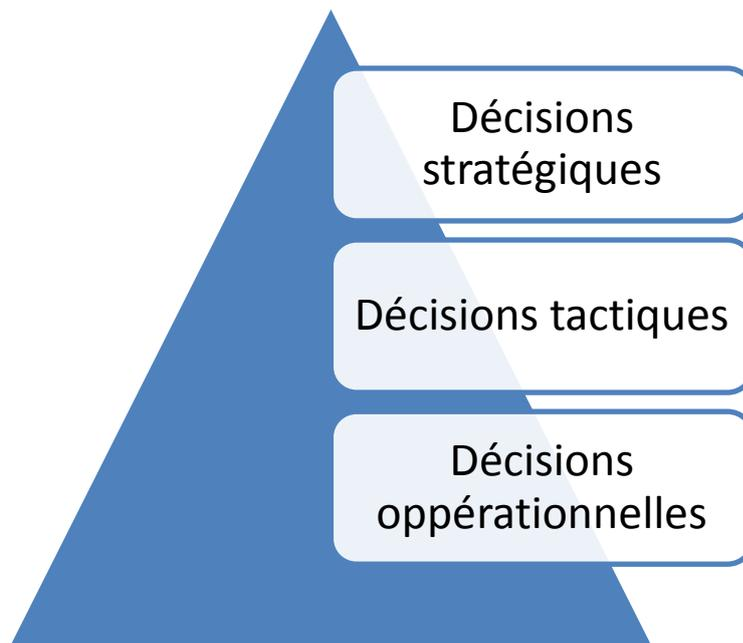 Décisions
stratégiques
Décisions tactiques
Décisions
oppérationnelles